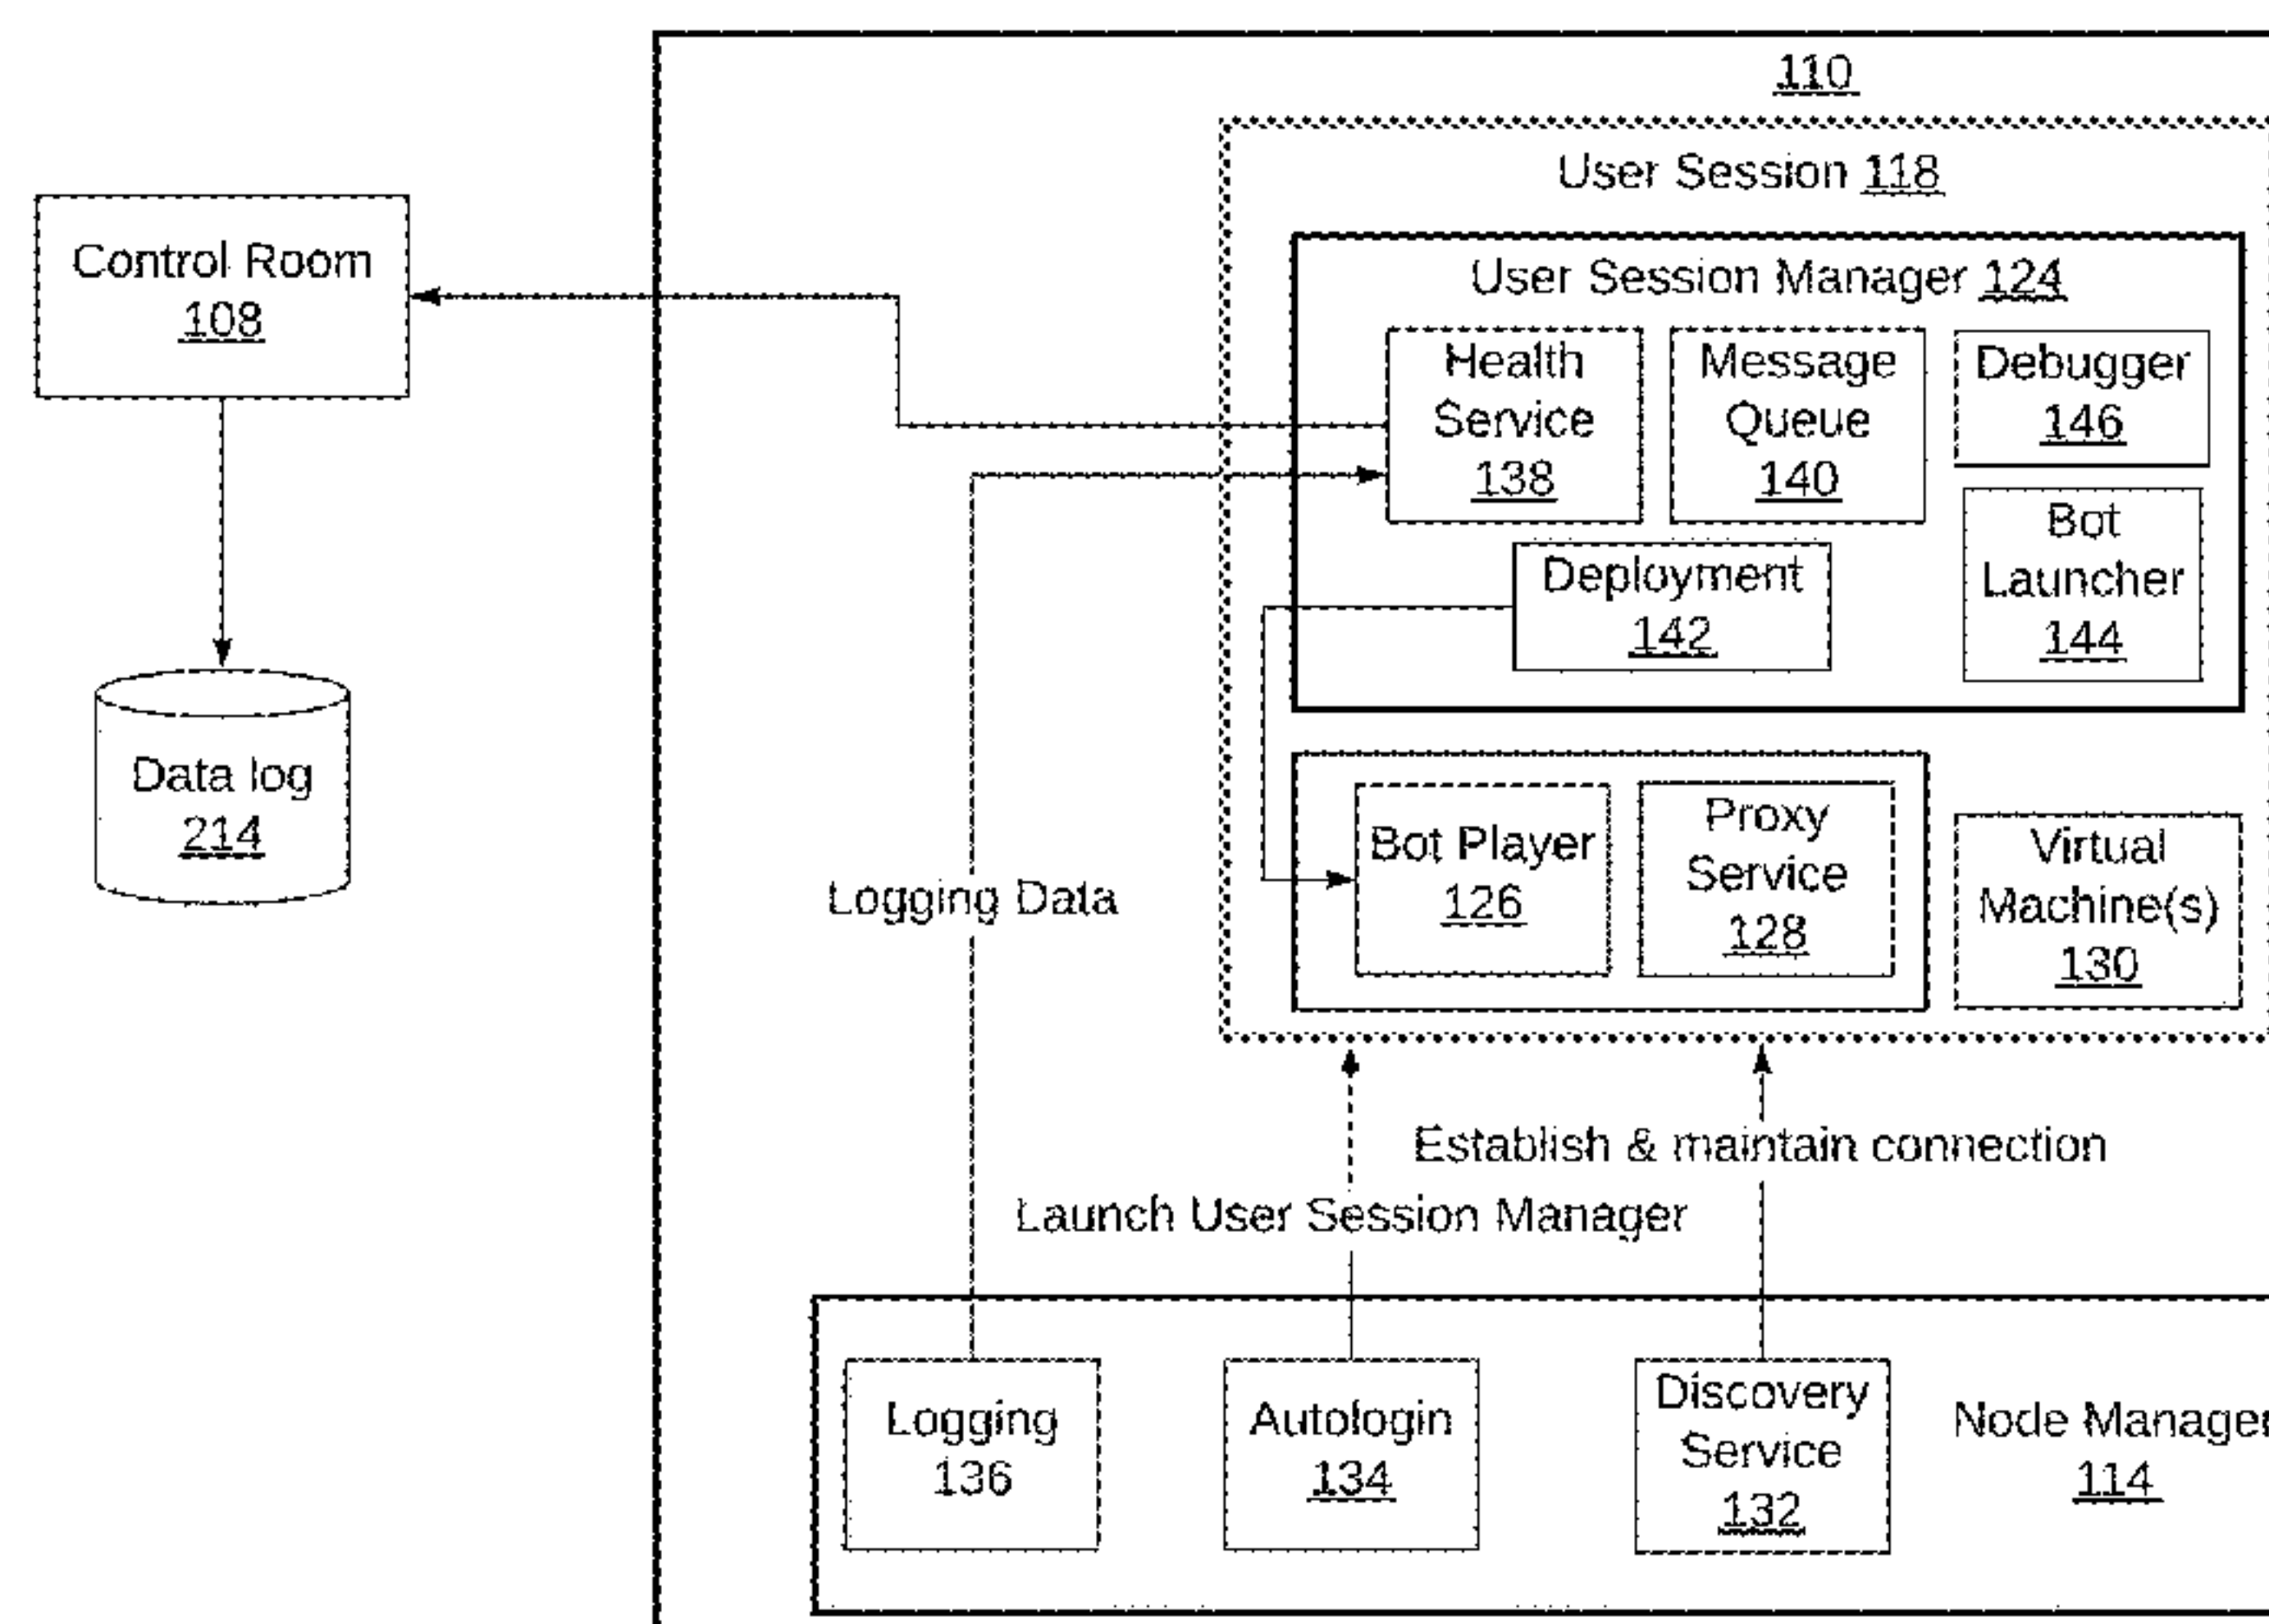 110
User Session 118
Control Room
108
User Session Manager 124
Health
Service
138
Message
Queue
140
Debugger
146
Bot
Launcher
144
Deployment
142
Data log
214
Bot Player
126
Proxy
Service
128
Virtual
Machine(s)
130
Logging Data
Establish & maintain connection
Launch User Session Manager
Logging
136
Autologin
134
Discovery
Service
132
Node Manager
114